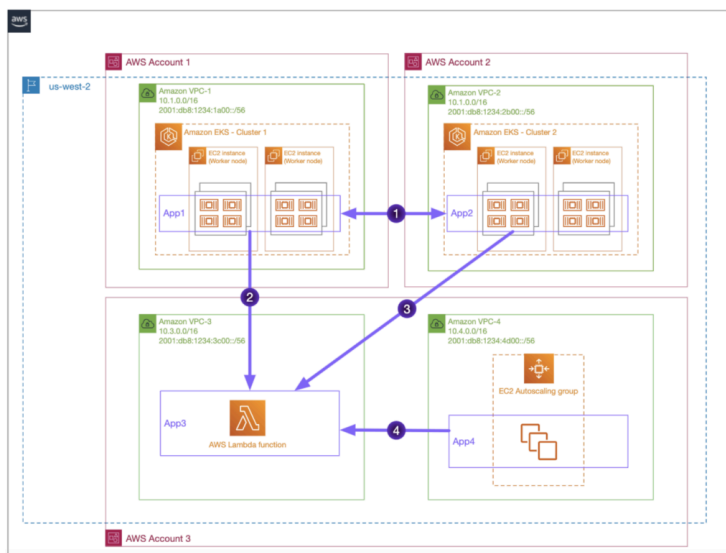 aws
AWS Account 1
AWS Account 2
us-west-2
Amazon VPC-1
10.1.0.0/16
2001:db8:1234:1a00::/56
Amazon VPC-2
10.1.0.0/16
2001:db8:1234:2b00::/56
Amazon EKS - Cluster 1
Amazon EKS - Cluster 2
EC2 instance
(Worker node)
EC2 instance
(Worker node)
EC2 instance
(Worker node)
EC2 instance
(Worker node)
App1
1
App2
2
3
Amazon VPC-3
10.3.0.0/16
2001:db8:1234:3c00::/56
Amazon VPC-4
10.4.0.0/16
2001:db8:1234:4d00::/56
EC2 Autoscaling group
App3
AWS Lambda function
4
App4
AWS Account 3